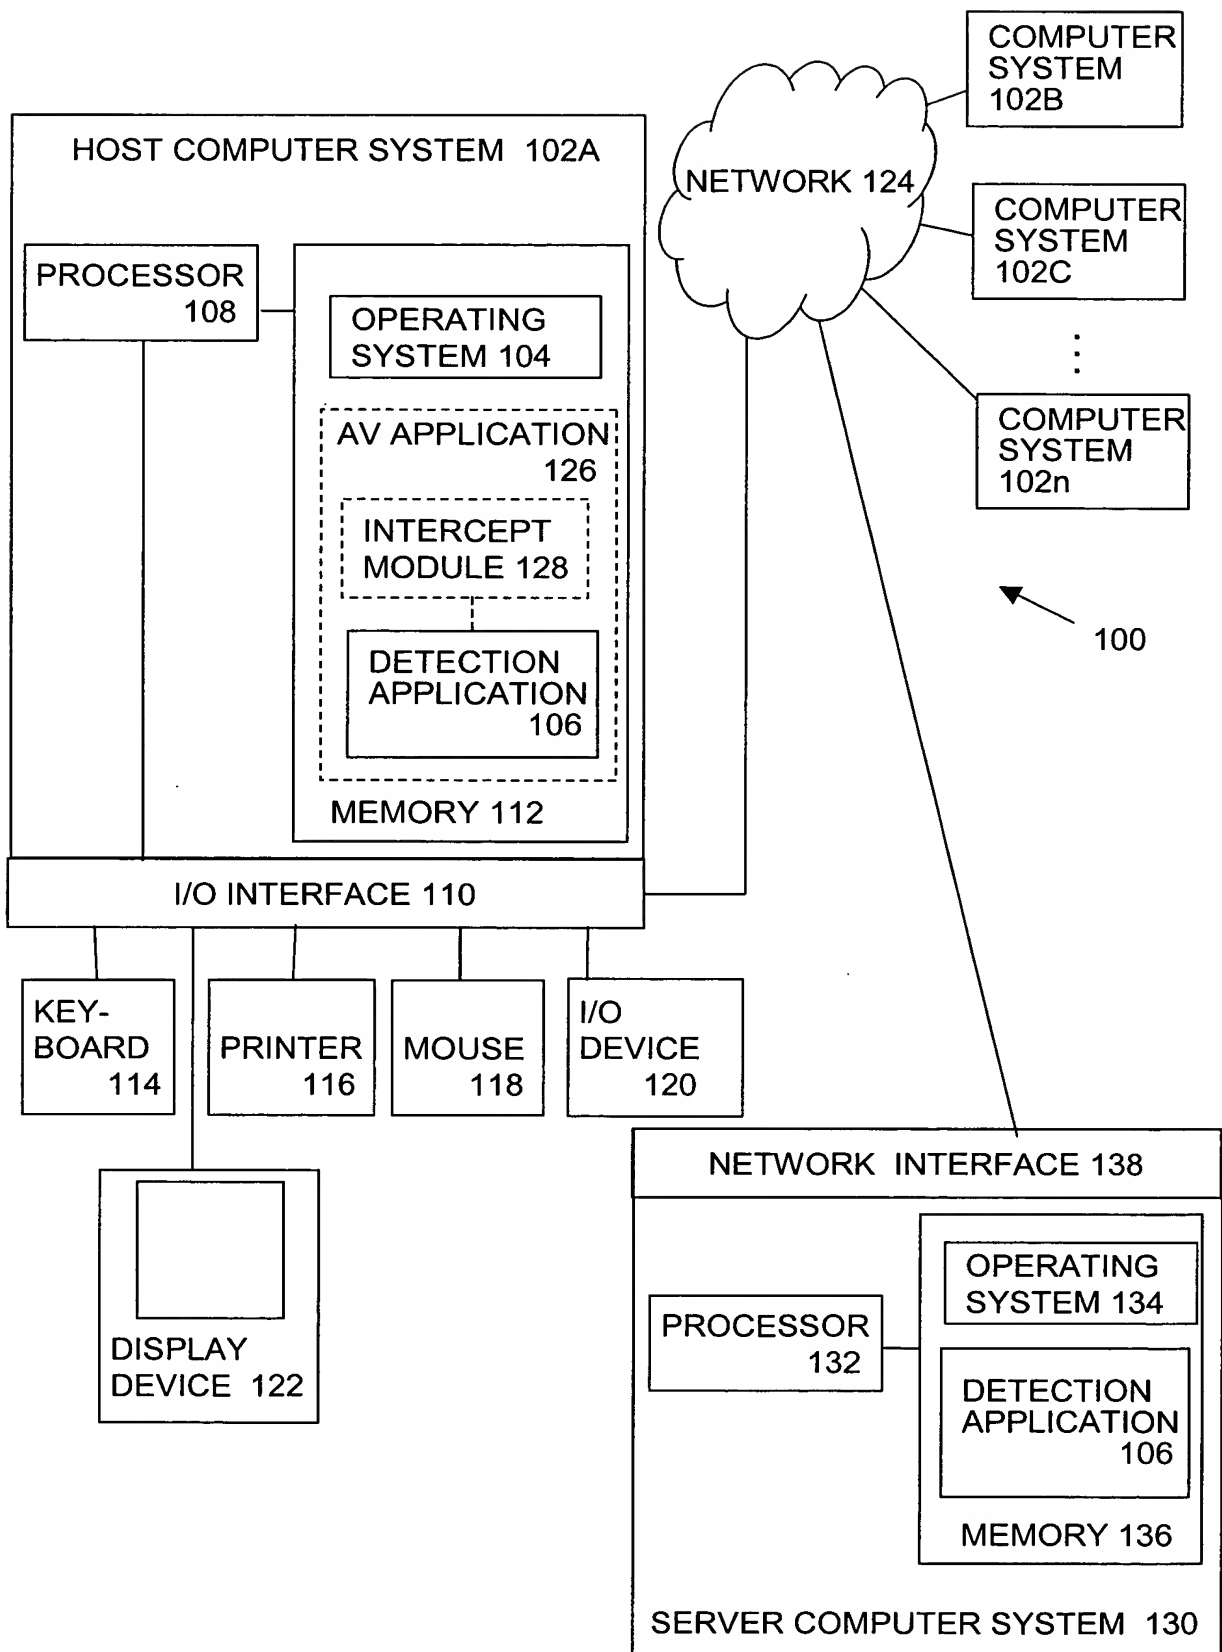 COMPUTER
SYSTEM
102B
HOST COMPUTER SYSTEM 102A
NETWORK 124
COMPUTER
SYSTEM
102C
PROCESSOR
108
OPERATING
SYSTEM 104
COMPUTER
SYSTEM
102n
AV APPLICATION
126
INTERCEPT
MODULE 128
100
DETECTION
APPLICATION
106
MEMORY 112
I/O INTERFACE 110
KEY-
BOARD
114
PRINTER
116
MOUSE
118
I/O
DEVICE
120
DISPLAY
DEVICE 122
NETWORK INTERFACE 138
PROCESSOR
132
OPERATING
SYSTEM 134
DETECTION
APPLICATION
106
MEMORY 136
SERVER COMPUTER SYSTEM 130